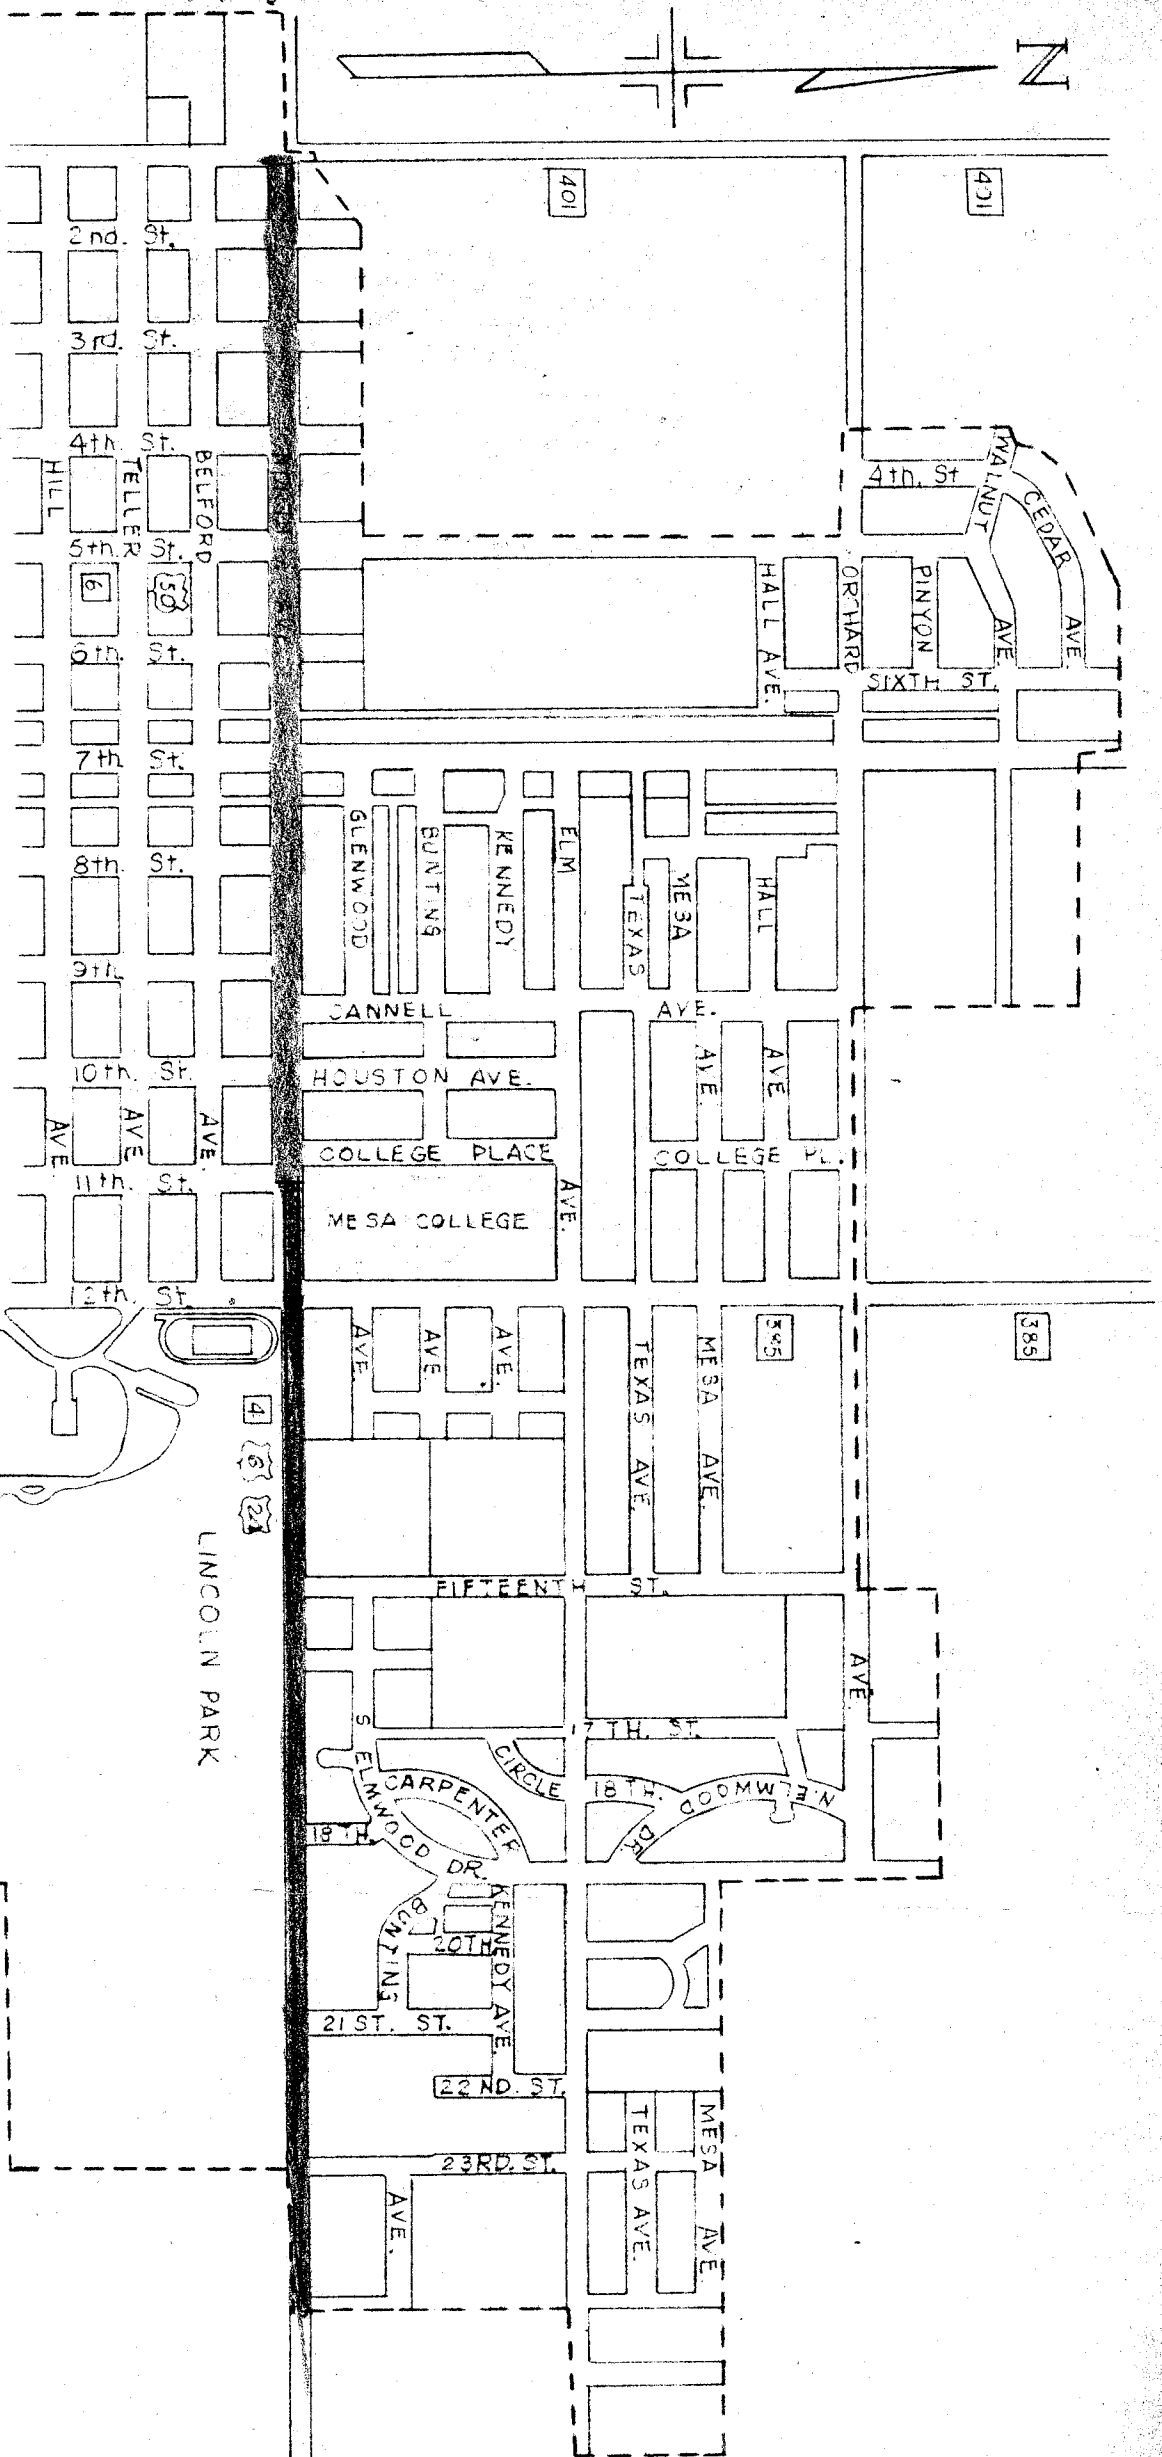 N
401
401
2nd. St.
3rd. St.
4th. St.
HILL
TELLER
BELFORD
5th. St.
6
50
6th. St.
7th St.
8th. St.
9th.
10th. St.
AVE
AVE
AVE.
11th. St.
12th. St.
WALNUT
CEDAR
4th. St
HALL AVE.
ORCHARD
PINYON
AVE
AVE.
SIXTH ST.
GLENWOOD
BUNTING
KENNEDY
ELM
TEXAS
MESA
HALL
CANNELL
AVE.
HOUSTON AVE.
AVE.
AVE
COLLEGE PLACE
COLLEGE PL.
MESA COLLEGE
AVE.
AVE
AVE
AVE.
TEXAS AVE.
MESA AVE.
385
385
4
6
24
LINCOLN PARK
FIFTEENTH ST.
AVE.
17TH. ST.
S ELMWOOD DR.
CARPENTER
CIRCLE
18TH.
DR.
N. ELMWOOD
18TH.
BUNTING
KENNEDY AVE.
20TH
21ST. ST.
22ND. ST.
23RD. ST.
TEXAS AVE.
MESA AVE.
AVE.